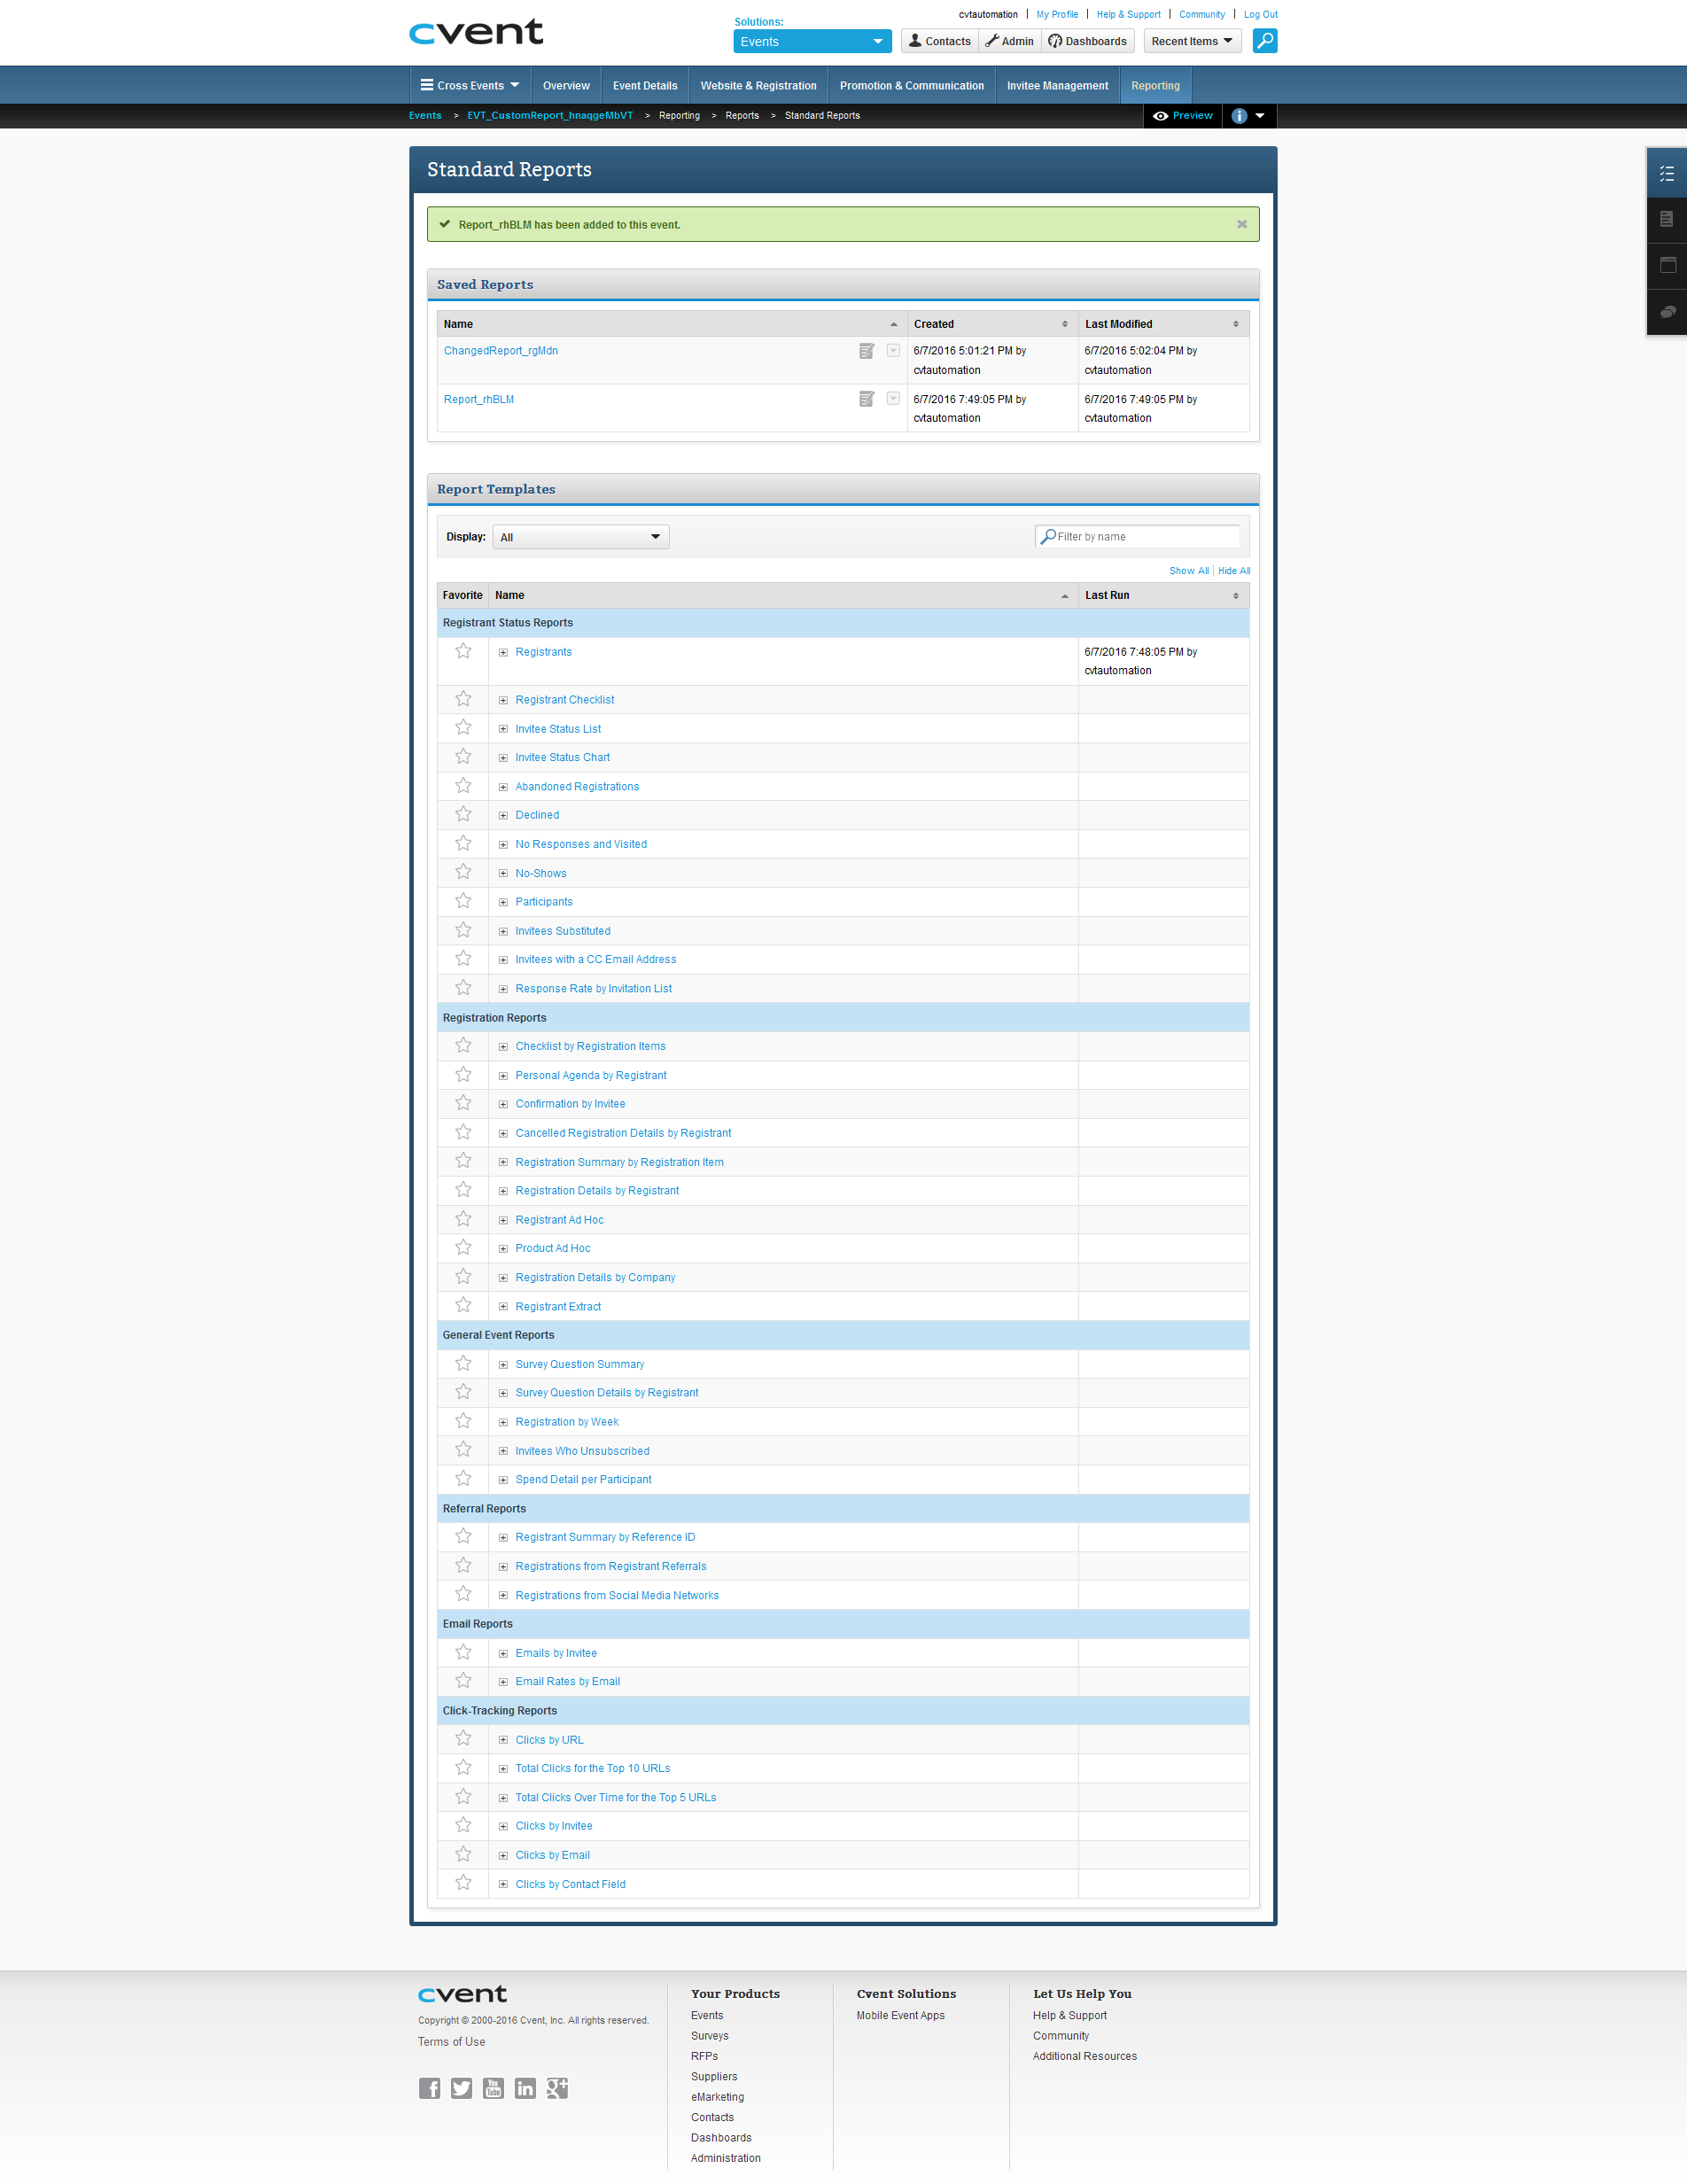 cvent
cvtautomation | My Profile | Help & Support | Community | Log Out
Solutions:
Events
Contacts
Admin
Dashboards
Recent Items
Cross Events
Overview
Event Details
Website & Registration
Promotion & Communication
Invitee Management
Reporting
Events > EVT_CustomReport_hnaqgeMbVT > Reporting > Reports > Standard Reports
Preview
Standard Reports
Report_rhBLM has been added to this event.
Saved Reports
Name Created Last Modified
ChangedReport_rgMdn 6/7/2016 5:01:21 PM by 6/7/2016 5:02:04 PM by
cvtautomation cvtautomation
Report_rhBLM 6/7/2016 7:49:05 PM by 6/7/2016 7:49:05 PM by
cvtautomation cvtautomation
Report Templates
Display: All
Filter by name
Show All | Hide All
Favorite Name Last Run
Registrant Status Reports
Registrants 6/7/2016 7:48:05 PM by
cvtautomation
Registrant Checklist
Invitee Status List
Invitee Status Chart
Abandoned Registrations
Declined
No Responses and Visited
No-Shows
Participants
Invitees Substituted
Invitees with a CC Email Address
Response Rate by Invitation List
Registration Reports
Checklist by Registration Items
Personal Agenda by Registrant
Confirmation by Invitee
Cancelled Registration Details by Registrant
Registration Summary by Registration Item
Registration Details by Registrant
Registrant Ad Hoc
Product Ad Hoc
Registration Details by Company
Registrant Extract
General Event Reports
Survey Question Summary
Survey Question Details by Registrant
Registration by Week
Invitees Who Unsubscribed
Spend Detail per Participant
Referral Reports
Registrant Summary by Reference ID
Registrations from Registrant Referrals
Registrations from Social Media Networks
Email Reports
Emails by Invitee
Email Rates by Email
Click-Tracking Reports
Clicks by URL
Total Clicks for the Top 10 URLs
Total Clicks Over Time for the Top 5 URLs
Clicks by Invitee
Clicks by Email
Clicks by Contact Field
cvent
Copyright © 2000-2016 Cvent, Inc. All rights reserved.
Terms of Use
You
Tube
Your Products
Events
Surveys
RFPs
Suppliers
eMarketing
Contacts
Dashboards
Administration
Cvent Solutions
Mobile Event Apps
Let Us Help You
Help & Support
Community
Additional Resources